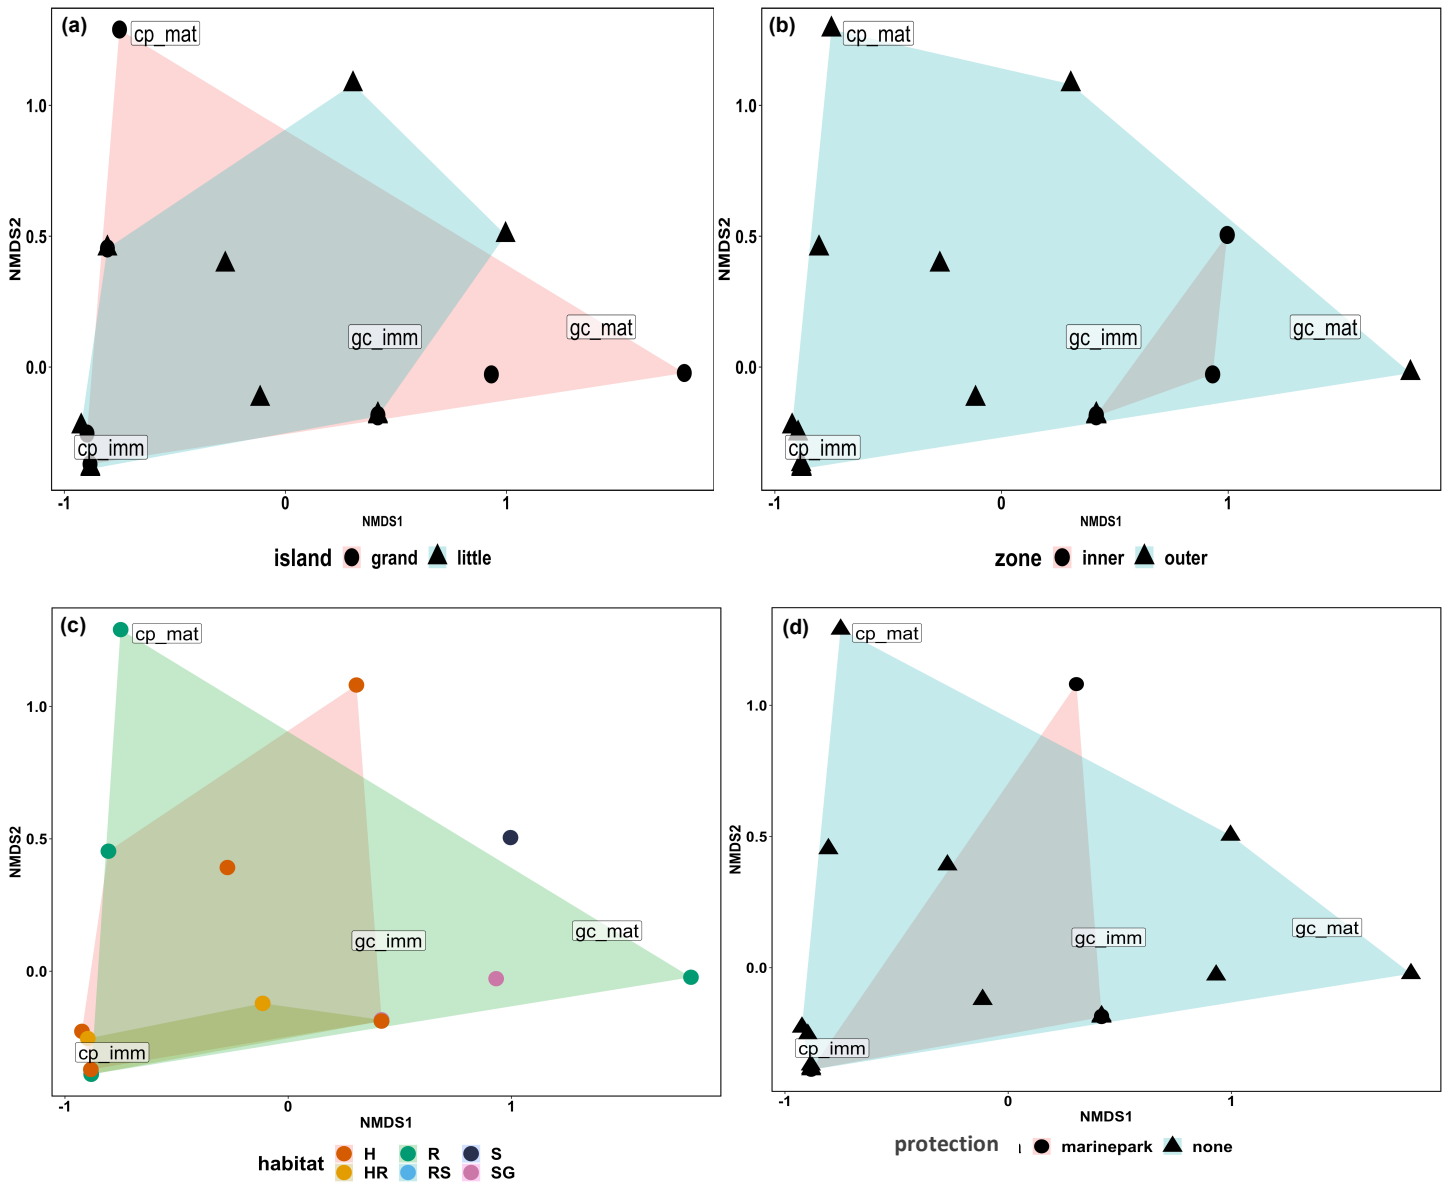 (a)
cp_mat
gc_imm
gc_mat
cp_imm
NMDS2
1.0
0.5
0.0
-1 0 1
NMDS1
island grand little
(b)
cp_mat
gc_imm
gc_mat
cp_imm
NMDS2
1.0
0.5
0.0
-1 0 1
NMDS1
zone inner outer
(c)
cp_mat
gc_imm
gc_mat
cp_imm
NMDS2
1.0
0.5
0.0
-1 0 1
NMDS1
habitat H R S
HR RS SG
(d)
cp_mat
gc_imm
gc_mat
cp_imm
NMDS2
1.0
0.5
0.0
-1 0 1
NMDS1
protection marinepark none